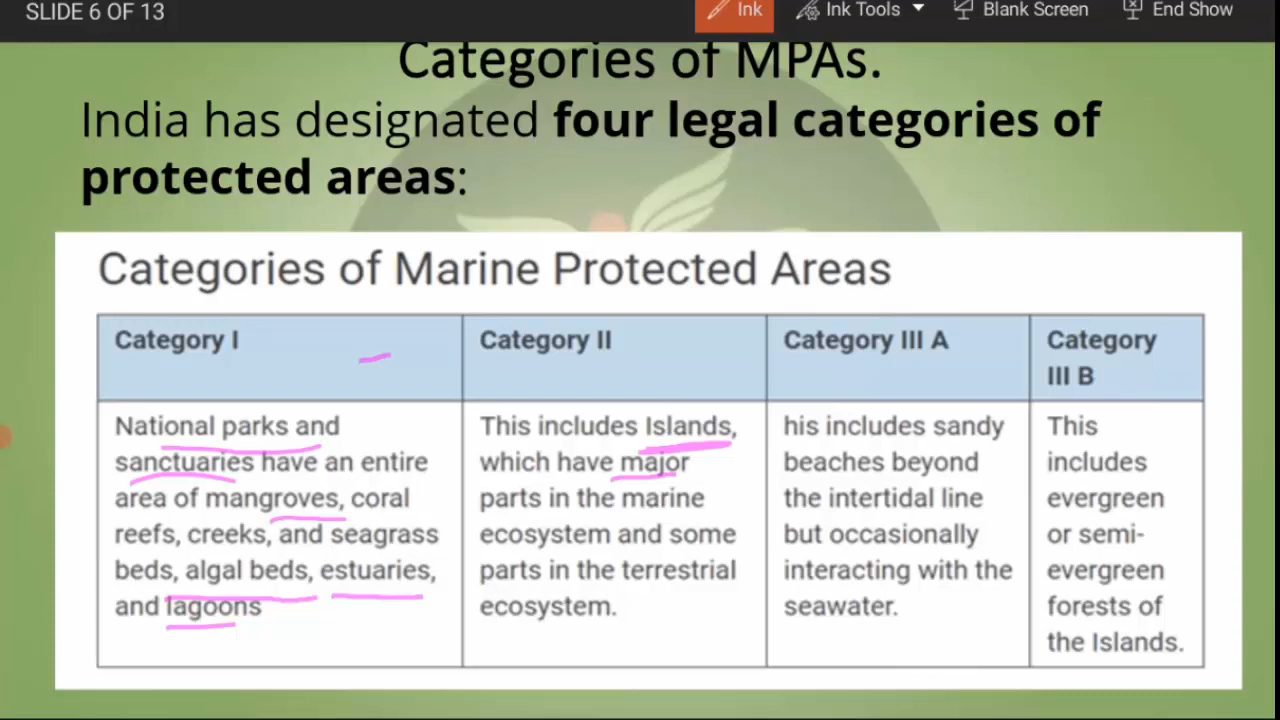 SLIDE 6 OF 13
Ink
Ink Tools
Blank Screen
End Show
Categories of MPAs.
India has designated four legal categories of
protected areas:
Categories of Marine Protected Areas
Category I
National parks and
sanctuaries have an entire
area of mangroves, coral
reefs, creeks, and seagrass
beds, algal beds, estuaries,
and lagoons
Category II
This includes Islands,
which have major
parts in the marine
ecosystem and some
parts in the terrestrial
ecosystem.
Category III A
his includes sandy
beaches beyond
the intertidal line
but occasionally
interacting with the
seawater.
Category
III B
This
includes
evergreen
or semi-
evergreen
forests of
the Islands.